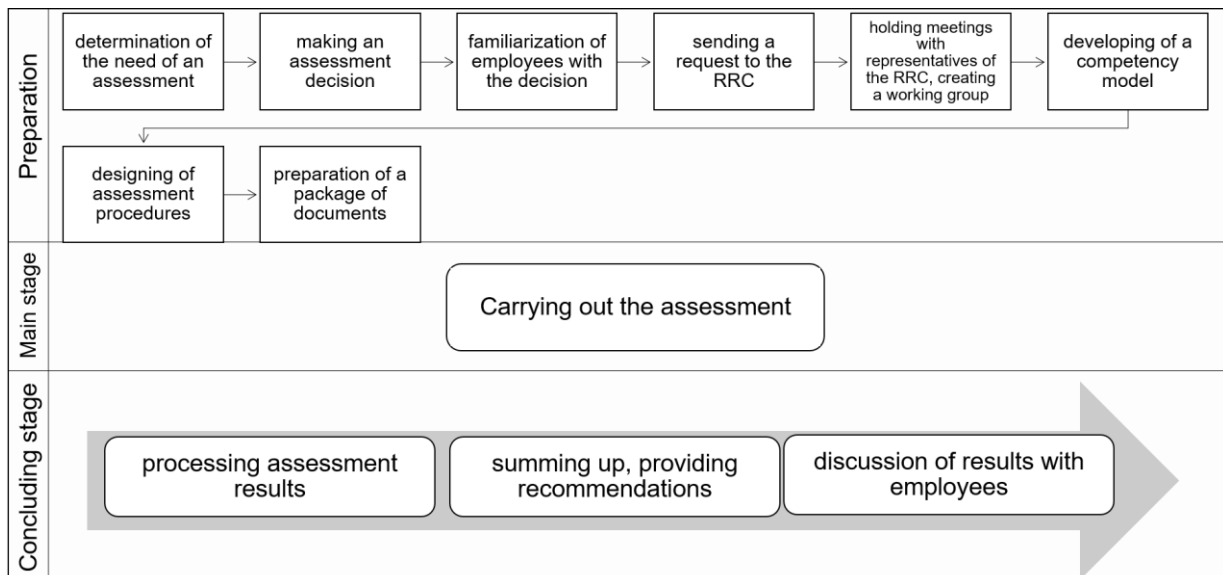 Preparation
determination of
the need of an
assessment
making an
assessment
decision
familiarization of
employees with
the decision
sending a
request to the
RRC
holding meetings
with
representatives of
the RRC, creating
a working group
developing of a
competency
model
designing of
assessment
procedures
preparation of a
package of
documents
Main stage
Carrying out the assessment
Concluding stage
processing assessment
results
summing up, providing
recommendations
discussion of results with
employees